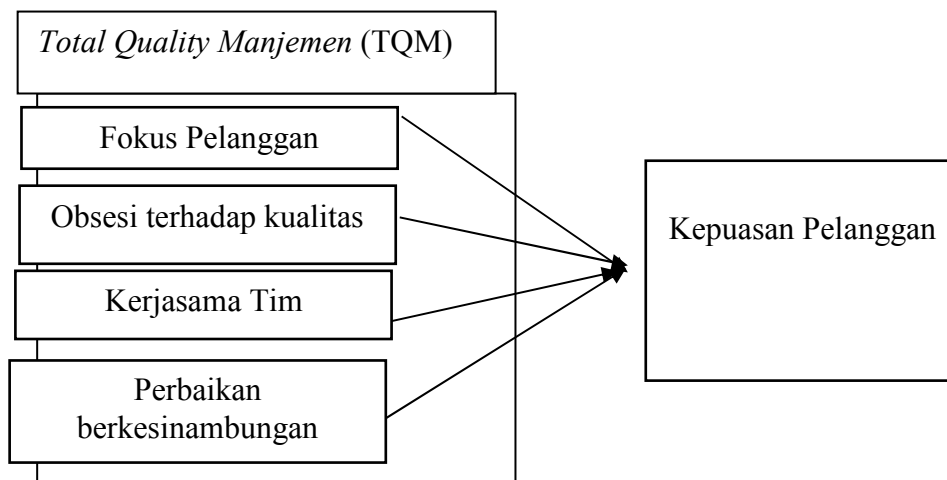 Total Quality Manjemen (TQM)
Fokus Pelanggan
Obsesi terhadap kualitas
Kerjasama Tim
Perbaikan
berkesinambungan
Kepuasan Pelanggan